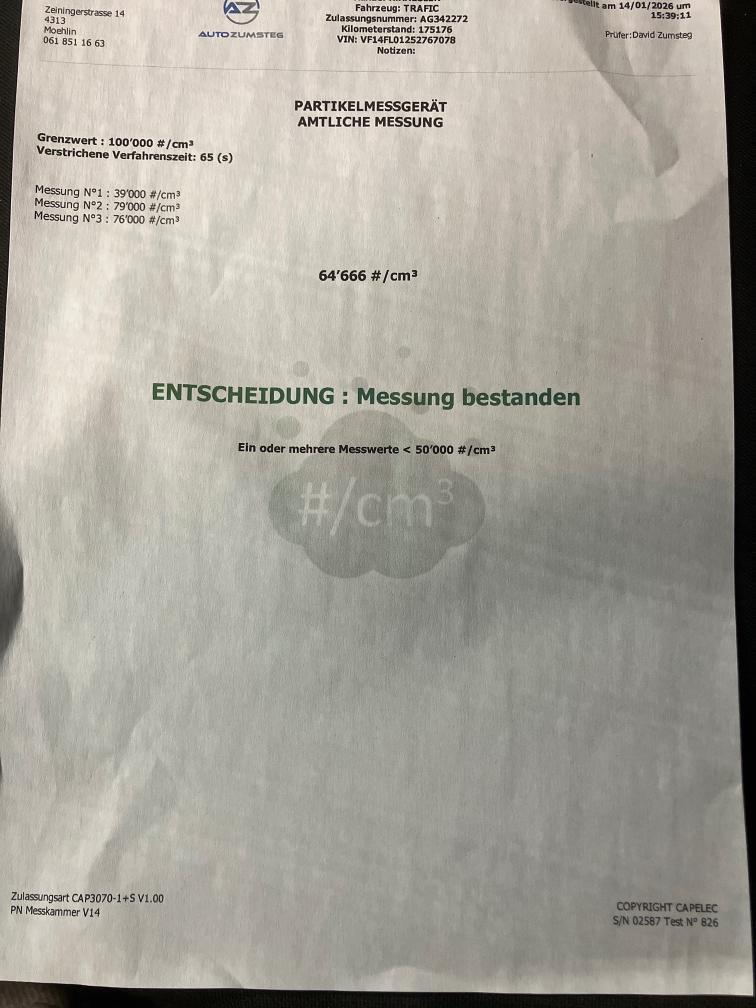 Zeiningerstrasse 14
4313
Moehlin
061 851 16 63
AZ
AUTOZUMSTEG
Fahrzeug: TRAFIC
Zulassungsnummer: AG342272
Kilometerstand: 175176
VIN: VF14FL01252767078
Notizen:
am 14/01/2026 um
15:39:11
Prüfer:David Zumsteg
PARTIKELMESSGERÄT
AMTLICHE MESSUNG
Grenzwert : 100'000 #/cm³
Verstrichene Verfahrenszeit: 65 (s)
Messung N°1 : 39'000 #/cm³
Messung N°2 : 79'000 #/cm³
Messung N°3 : 76'000 #/cm³
64'666 #/cm³
ENTSCHEIDUNG : Messung bestanden
Ein oder mehrere Messwerte < 50'000 #/cm³
#/cm³
Zulassungsart CAP3070-1+S V1.00
PN Messkammer V14
COPYRIGHT CAPELEC
S/N 02587 Test N° 826